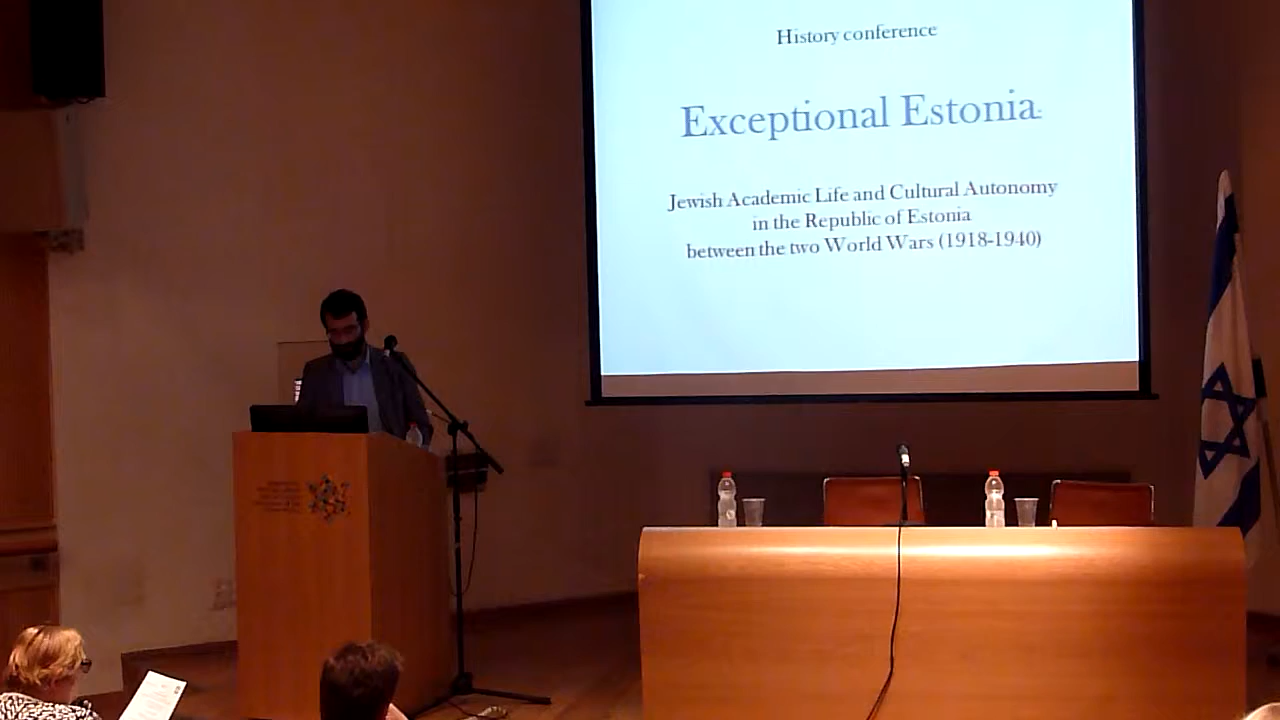 History conference
Exceptional Estonia
Jewish Academic Life and Cultural Autonomy
in the Republic of Estonia
between the two World Wars (1918-1940)